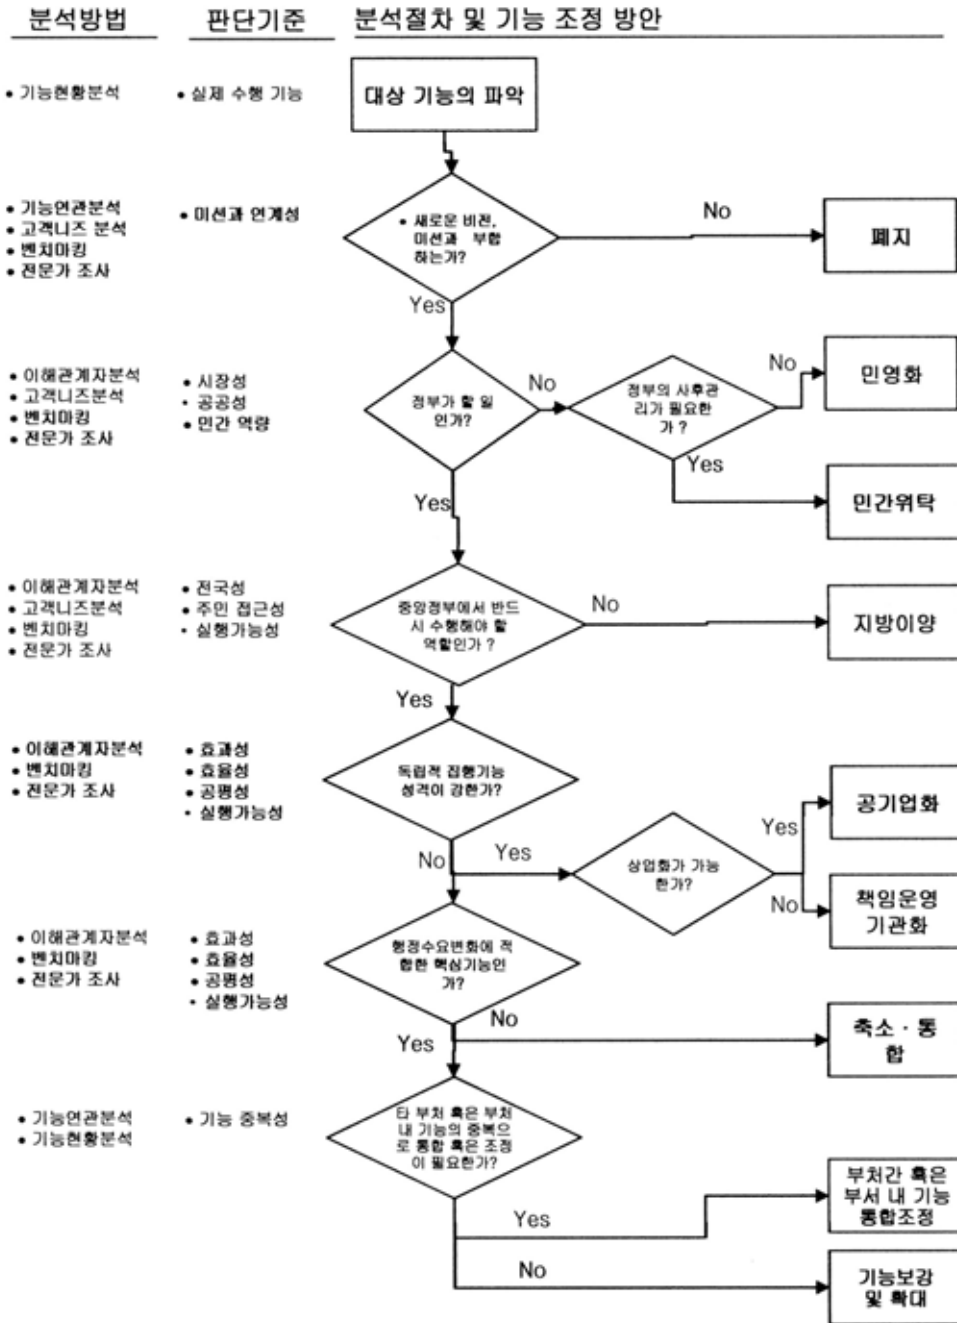 분석방법 판단기준 분석절차 및 기능 조정 방안
• 기능현황분석
• 실제 수행 기능
대상 기능의 파악
• 기능연관분석
• 고객니즈 분석
• 벤치마킹
• 전문가 조사
• 미션과 연계성
• 새로운 비전,
미션과 부합
하는가?
No
폐지
Yes
• 이해관계자분석
• 고객니즈분석
• 벤치마킹
• 전문가 조사
• 시장성
• 공공성
• 민간 역량
정부가 할 일
인가?
No
정부의 사후관
리가 필요한
가 ?
No
민영화
Yes
민간위탁
Yes
• 이해관계자분석
• 고객니즈분석
• 벤치마킹
• 전문가 조사
• 전국성
• 주민 접근성
• 실행가능성
중앙정부에서 반드
시 수행해야 할
역할인가 ?
No
지방이양
Yes
• 이해관계자분석
• 벤치마킹
• 전문가 조사
• 효과성
• 효율성
• 공평성
• 실행가능성
독립적 집행기능
성격이 강한가?
No
Yes
상업화가 가능
한가?
Yes
공기업화
No
책임운영
기관화
• 이해관계자분석
• 벤치마킹
• 전문가 조사
• 효과성
• 효율성
• 공평성
• 실행가능성
행정수요변화에 적
합한 핵심기능인
가?
No
축소 · 통
합
Yes
• 기능연관분석
• 기능현황분석
• 기능 중복성
타 부처 혹은 부처
내 기능의 중복으
로 통합 혹은 조정
이 필요한가?
Yes
부처간 혹은
부서 내 기능
통합조정
No
기능보강
및 확대